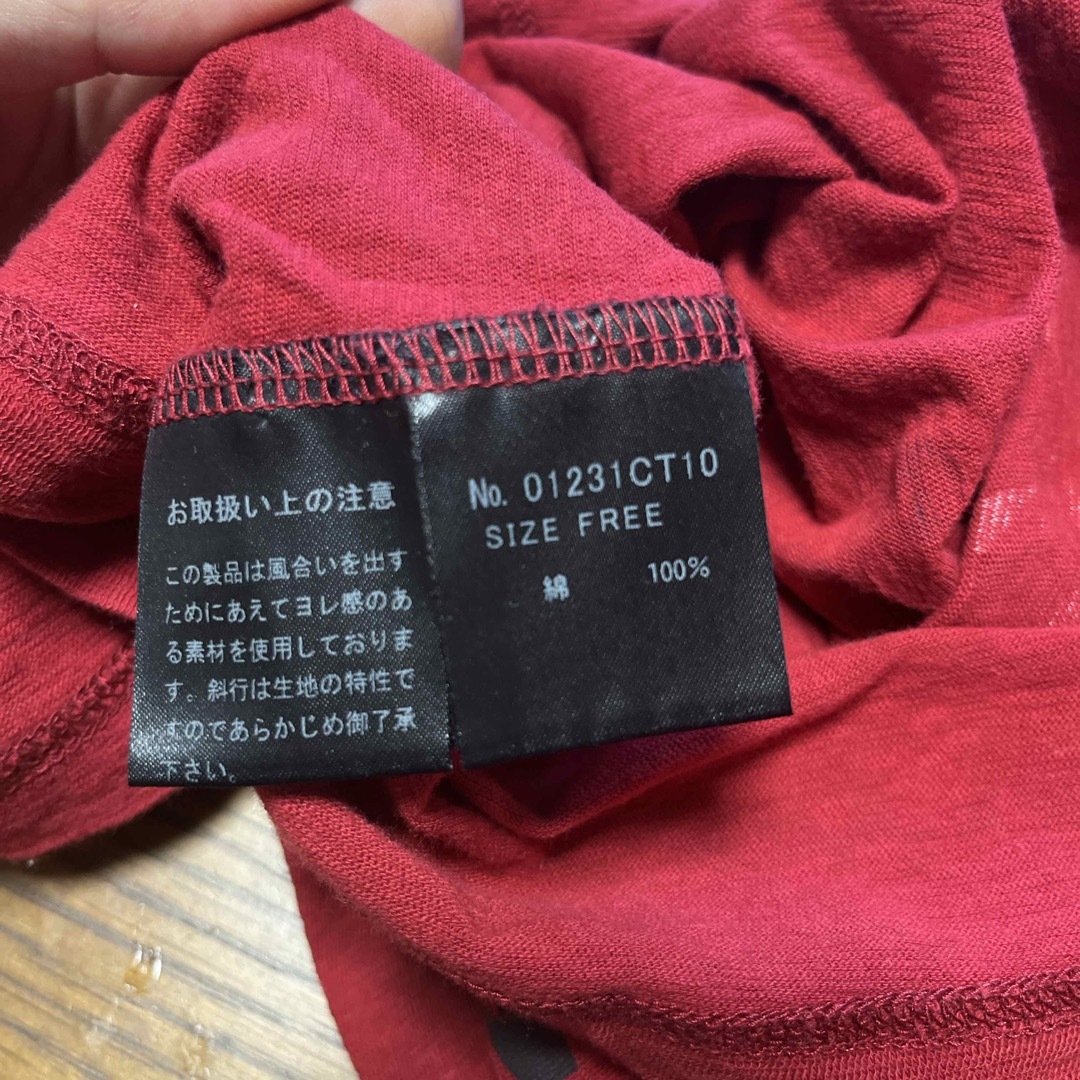 お取扱い上の注意
この製品は風合いを出す
ためにあえてヨレ感のあ
る素材を使用しておりま
す。斜行は生地の特性で
すのであらかじめ御了承
下さい。
No. 01231CT10
SIZE FREE
綿 100%